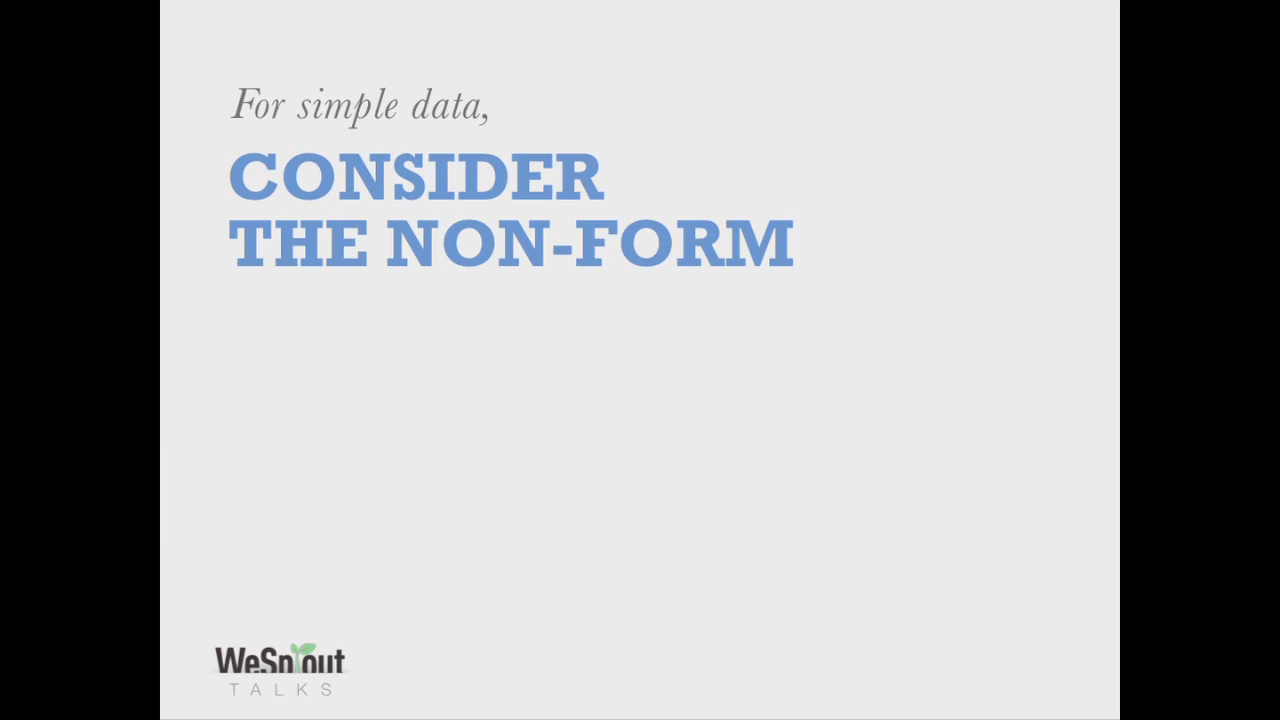 For simple data,
CONSIDER
THE NON-FORM
WeSprout
TALKS